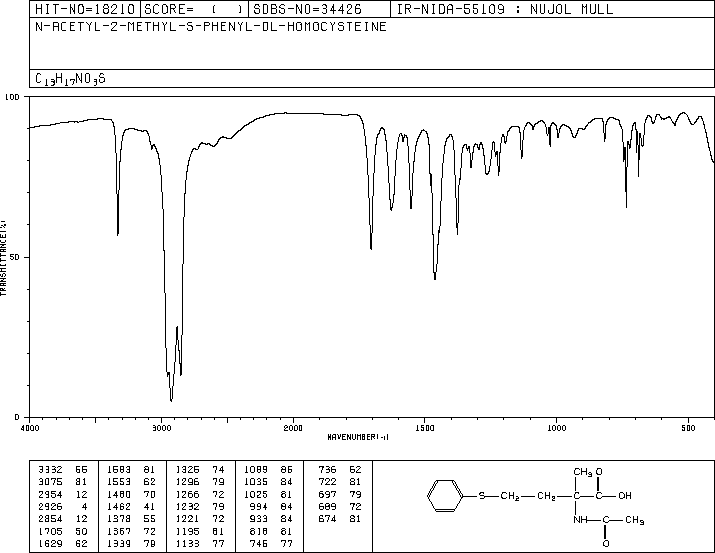 HIT-NO=18210 SCORE= ( ) SDBS-NO=34426 IR-NIDA-55109 : NUJOL MULL
N-ACETYL-2-METHYL-S-PHENYL-DL-HOMOCYSTEINE
C13H17NO3S
100
50
0
TRANSMITTANCE(%)
4000 3000 2000 1500 1000 500
WAVENUMBER(-1)
3332 55 1583 81 1326 74 1089 86 736 62
3075 81 1553 62 1296 79 1035 84 722 81
2954 12 1480 70 1266 72 1025 81 697 79
2926 4 1462 41 1232 79 994 84 689 72
2854 12 1378 55 1221 72 933 84 674 81
1705 50 1367 72 1195 81 818 81
1629 62 1339 79 1133 77 746 77
CH3 O
S CH2 CH2 C C OH
NH C CH3
O